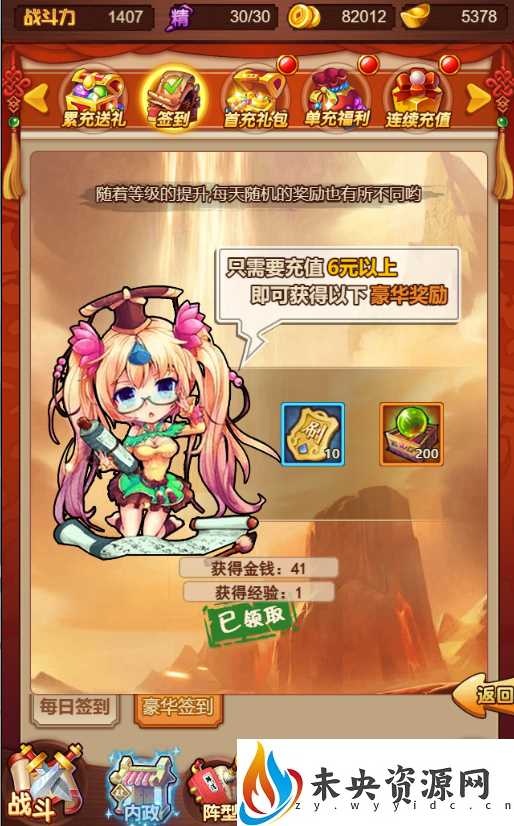 战斗力 1407 精 30/30 82012 5378
累充送礼 签到 首充礼包 单充福利 连续充值
随着等级的提升,每天随机的奖励也有所不同哟
只需要充值6元以上
即可获得以下豪华奖励
刷 10 200
获得金钱：41
获得经验：1
已领取
每日签到 豪华签到 返回
战斗 内政 阵型
未央资源网
zy.wyyidc.cn